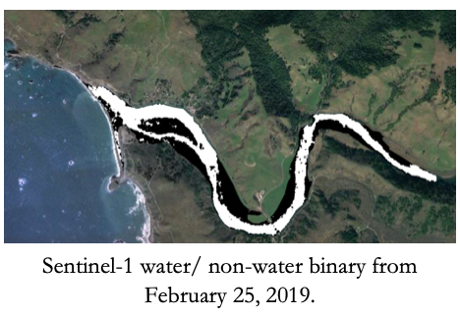 Sentinel-1 water/ non-water binary from
February 25, 2019.